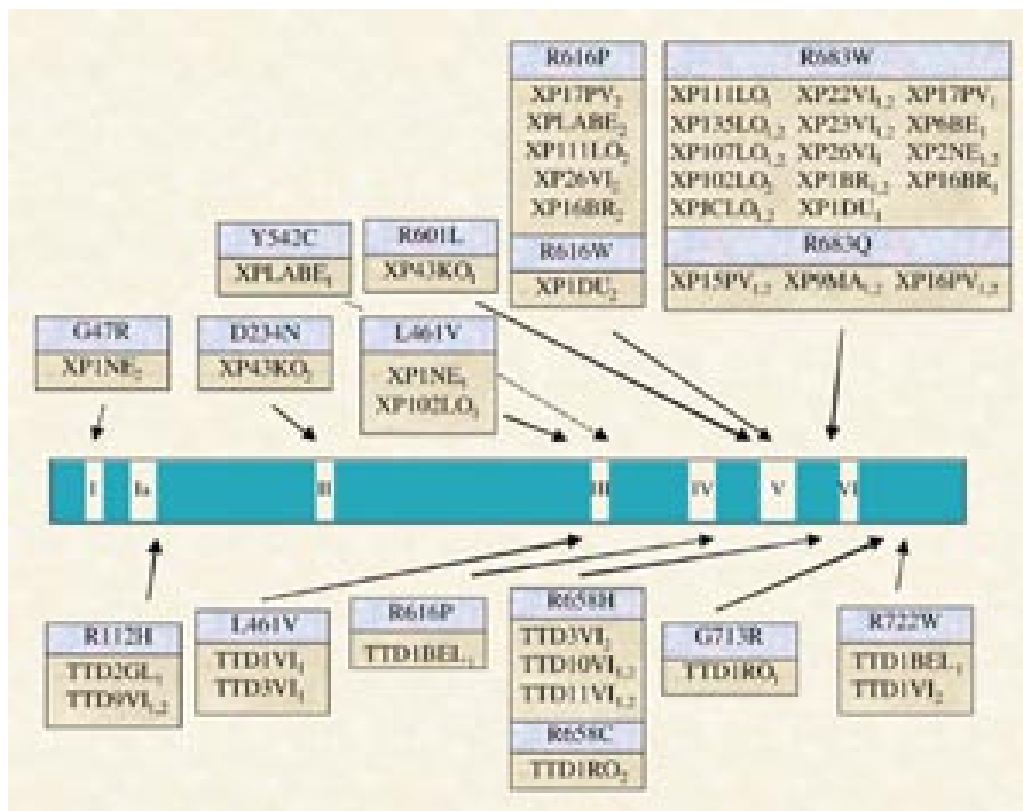 R616P
XP17PV₂
XPLABE₂
XP111LO₂
XP26VI₂
XP16BR₂
R616W
XP1DU₂
R683W
XP111LO₁ XP22VI₁,₂ XP17PV₁
XP135LO₁,₂ XP23VI₁,₂ XP6BE₁
XP107LO₁,₂ XP26VI₁ XP2NE₁,₂
XP102LO₂ XP1BR₁,₂ XP16BR₁
XPJCLO₁,₂ XP1DU₁
R683Q
XP15PV₁,₂ XP9MA₁,₂ XP16PV₁,₂
Y542C
XPLABE₁
R601L
XP43KO₁
G47R
XP1NE₂
D234N
XP43KO₂
L461V
XP1NE₁
XP102LO₁
I Ia II III IV V VI
R112H
TTD2GL₁
TTD9VI₁,₂
L461V
TTD1VI₁
TTD3VI₁
R616P
TTD1BEL₁
R658H
TTD3VI₂
TTD10VI₁,₂
TTD11VI₁,₂
R658C
TTD1RO₂
G713R
TTD1RO₁
R722W
TTD1BEL₁
TTD1VI₂